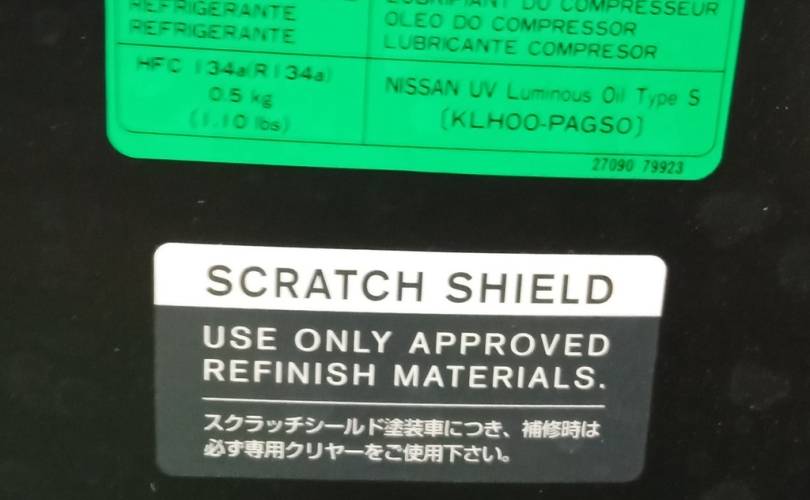 REFRIGERANTE
REFRIGERANTE
LUBRIFIANT DU COMPRESSEUR
OLEO DO COMPRESSOR
LUBRICANTE COMPRESOR
HFC 134a(R134a)
0.5 kg
(1.10 lbs)
NISSAN UV Luminous Oil Type S
(KLH00-PAGS0)
27090 79923
SCRATCH SHIELD
USE ONLY APPROVED
REFINISH MATERIALS.
スクラッチシールド塗装車につき、補修時は
必ず専用クリヤーをご使用下さい。